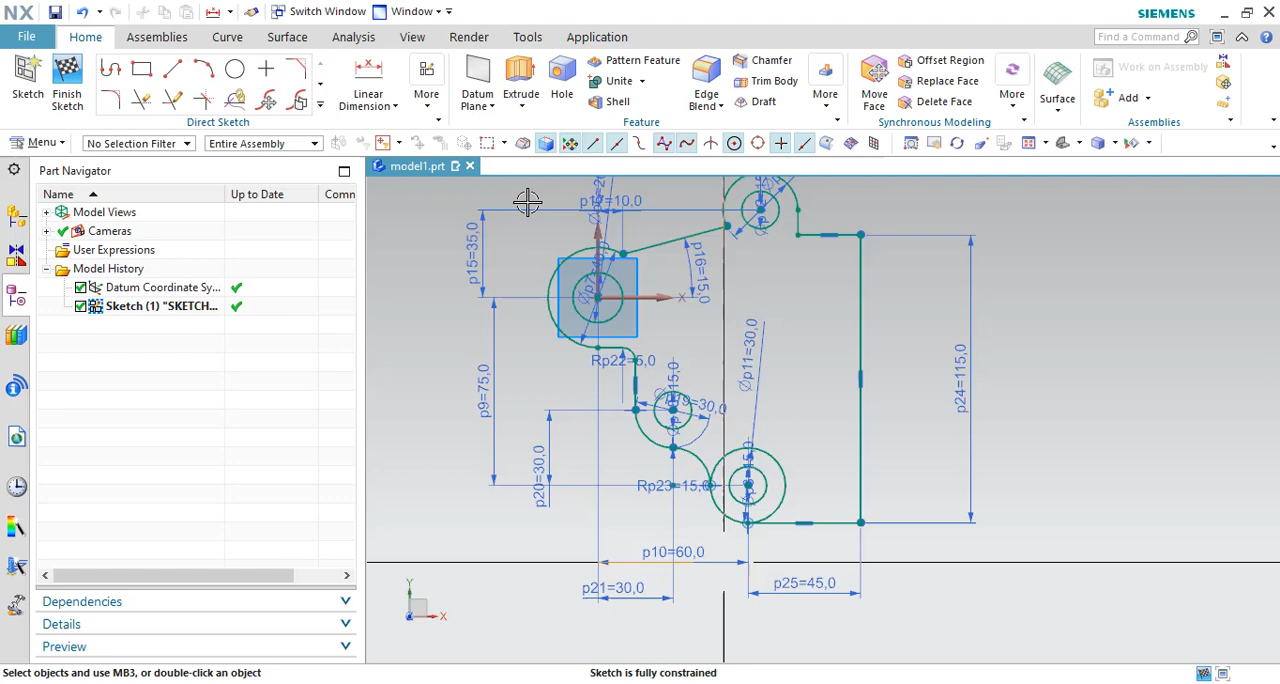 NX Switch Window Window SIEMENS
File Home Assemblies Curve Surface Analysis View Render Tools Application Find a Command
Sketch Finish Sketch Direct Sketch Linear Dimension More
Datum Plane Extrude Hole Pattern Feature Unite Shell Edge Blend Chamfer Trim Body Draft More Feature
Move Face Offset Region Replace Face Delete Face More Synchronous Modeling
Surface Work on Assembly Add Assemblies
Menu No Selection Filter Entire Assembly
Part Navigator
model1.prt
Name Up to Date Comn
Model Views
Cameras
User Expressions
Model History
Datum Coordinate Sy...
Sketch (1) "SKETCH...
Dependencies
Details
Preview
p17=10,0
p15=35,0
p16=15,0
X
Rp22=5,0
Øp11=30,0
p9=75,0
p24=115,0
p20=30,0
Rp23=15,0
p10=60,0
p21=30,0
p25=45,0
Y
X
Select objects and use MB3, or double-click an object
Sketch is fully constrained